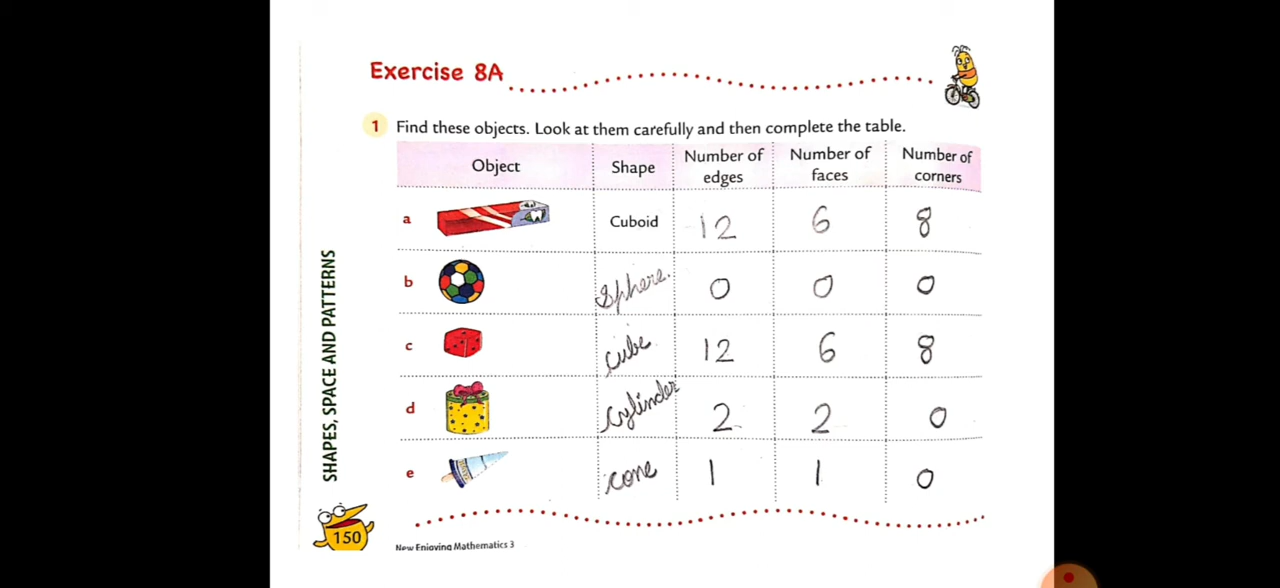 Exercise 8A
1 Find these objects. Look at them carefully and then complete the table.
Object Shape Number of edges Number of faces Number of corners
a Cuboid 12 6 8
b Sphere. 0 0 0
c cube 12 6 8
d Cylinder 2 2 0
e cone 1 1 0
SHAPES, SPACE AND PATTERNS
150
New Enjoying Mathematics 3